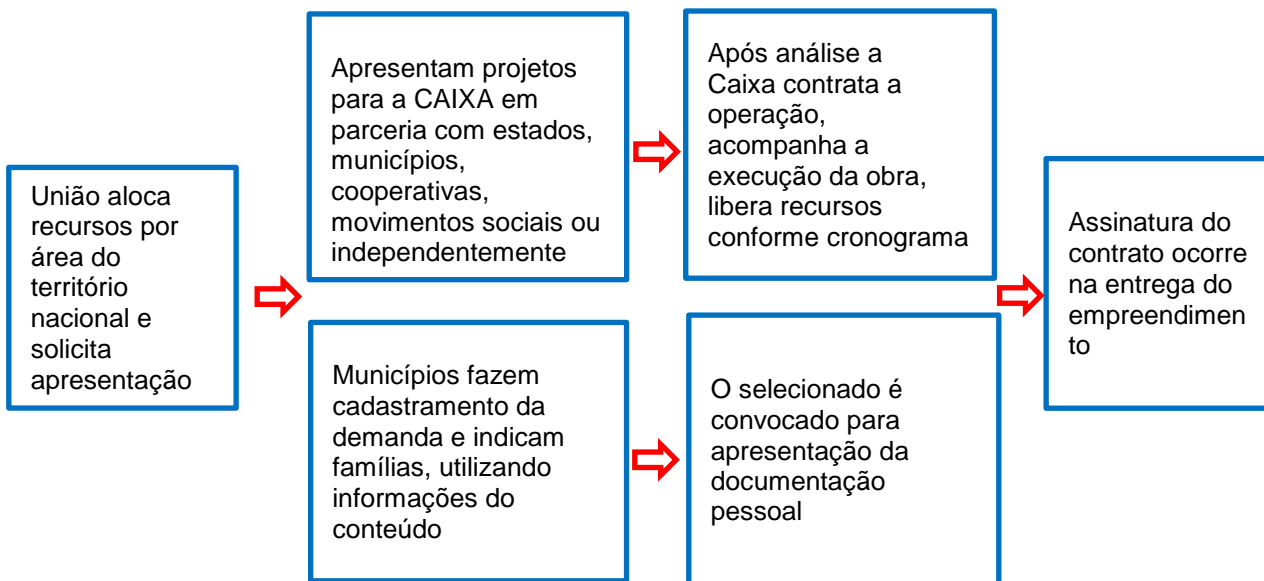 União aloca
recursos por
área do
território
nacional e
solicita
apresentação
Apresentam projetos
para a CAIXA em
parceria com estados,
municípios,
cooperativas,
movimentos sociais ou
independentemente
Após análise a
Caixa contrata a
operação,
acompanha a
execução da obra,
libera recursos
conforme cronograma
Municípios fazem
cadastramento da
demanda e indicam
famílias, utilizando
informações do
conteúdo
O selecionado é
convocado para
apresentação da
documentação
pessoal
Assinatura do
contrato ocorre
na entrega do
empreendimen
to